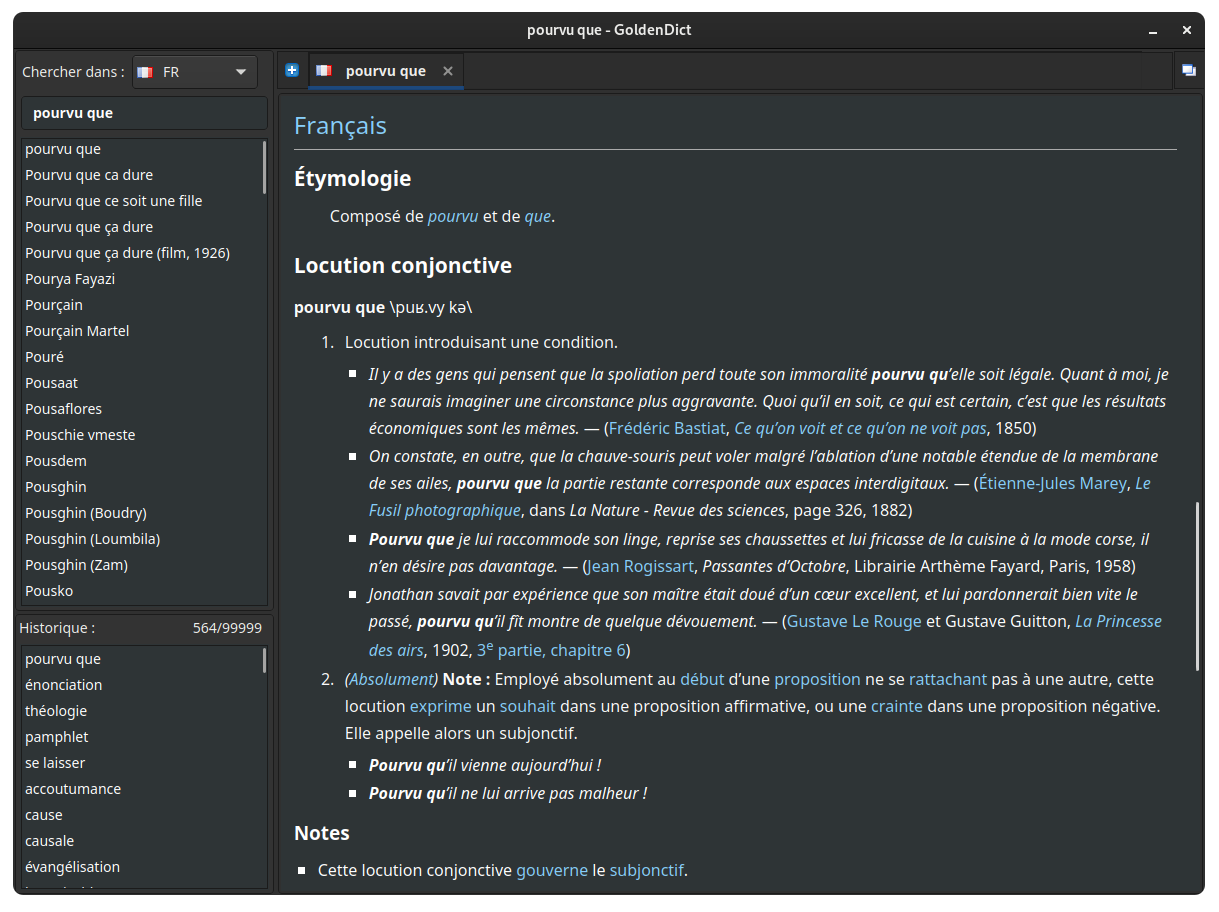 pourvu que - GoldenDict
Chercher dans :
FR
pourvu que
pourvu que
Pourvu que ca dure
Pourvu que ce soit une fille
Pourvu que ça dure
Pourvu que ça dure (film, 1926)
Pourya Fayazi
Pourçain
Pourçain Martel
Pouré
Pousaat
Pousaflores
Pouschie vmeste
Pousdem
Pousghin
Pousghin (Boudry)
Pousghin (Loumbila)
Pousghin (Zam)
Pousko
Historique :
564/99999
pourvu que
énonciation
théologie
pamphlet
se laisser
accoutumance
cause
causale
évangélisation
pourvu que
Français
Étymologie
Composé de pourvu et de que.
Locution conjonctive
pourvu que \puʁ.vy kə\
1. Locution introduisant une condition.
Il y a des gens qui pensent que la spoliation perd toute son immoralité pourvu qu’elle soit légale. Quant à moi, je
ne saurais imaginer une circonstance plus aggravante. Quoi qu’il en soit, ce qui est certain, c’est que les résultats
économiques sont les mêmes. — (Frédéric Bastiat, Ce qu’on voit et ce qu’on ne voit pas, 1850)
On constate, en outre, que la chauve-souris peut voler malgré l’ablation d’une notable étendue de la membrane
de ses ailes, pourvu que la partie restante corresponde aux espaces interdigitaux. — (Étienne-Jules Marey, Le
Fusil photographique, dans La Nature - Revue des sciences, page 326, 1882)
Pourvu que je lui raccommode son linge, reprise ses chaussettes et lui fricasse de la cuisine à la mode corse, il
n’en désire pas davantage. — (Jean Rogissart, Passantes d’Octobre, Librairie Arthème Fayard, Paris, 1958)
Jonathan savait par expérience que son maître était doué d’un cœur excellent, et lui pardonnerait bien vite le
passé, pourvu qu’il fît montre de quelque dévouement. — (Gustave Le Rouge et Gustave Guitton, La Princesse
des airs, 1902, 3e partie, chapitre 6)
2. (Absolument) Note : Employé absolument au début d’une proposition ne se rattachant pas à une autre, cette
locution exprime un souhait dans une proposition affirmative, ou une crainte dans une proposition négative.
Elle appelle alors un subjonctif.
Pourvu qu’il vienne aujourd’hui !
Pourvu qu’il ne lui arrive pas malheur !
Notes
Cette locution conjonctive gouverne le subjonctif.